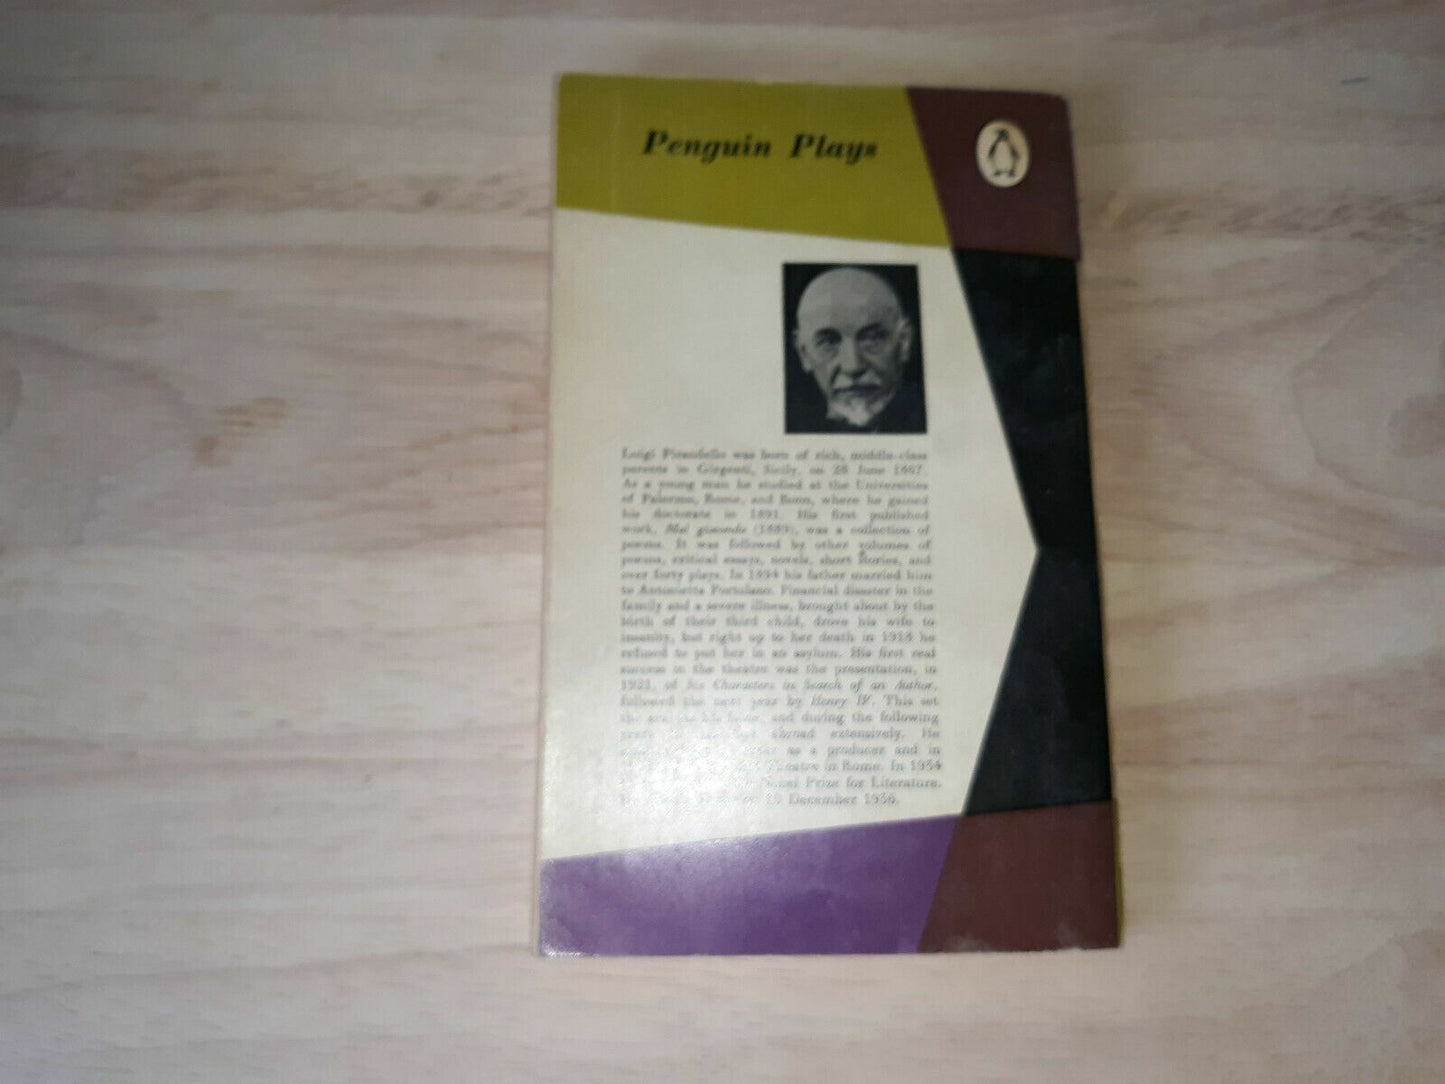 Penguin Plays
Luigi Pirandello was born of rich, middle-class
parents in Girgenti, Sicily, on 28 June 1867.
As a young man he studied at the Universities
of Palermo, Rome, and Bonn, where he gained
his doctorate in 1891. His first published
work, Mal giocondo (1889), was a collection of
poems. It was followed by other volumes of
poems, critical essays, novels, short stories, and
over forty plays. In 1894 his father married him
to Antonietta Portulano. Financial disaster in the
family and a severe illness, brought about by the
birth of their third child, drove his wife to
insanity, but right up to her death in 1918 he
refused to put her in an asylum. His first real
success in the theatre was the presentation, in
1921, of Six Characters in Search of an Author,
followed the next year by Henry IV. This set
and during the following
abroad extensively. He
as a producer and in
Theatre in Rome. In 1934
Nobel Prize for Literature.
December 1936.